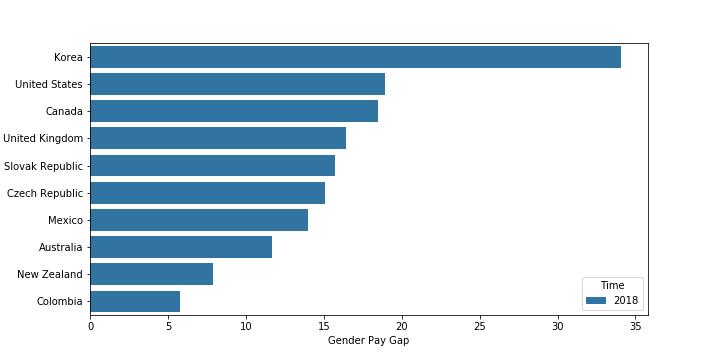 Korea
United States
Canada
United Kingdom
Slovak Republic
Czech Republic
Mexico
Australia
New Zealand
Colombia
Time
2018
0 5 10 15 20 25 30 35
Gender Pay Gap